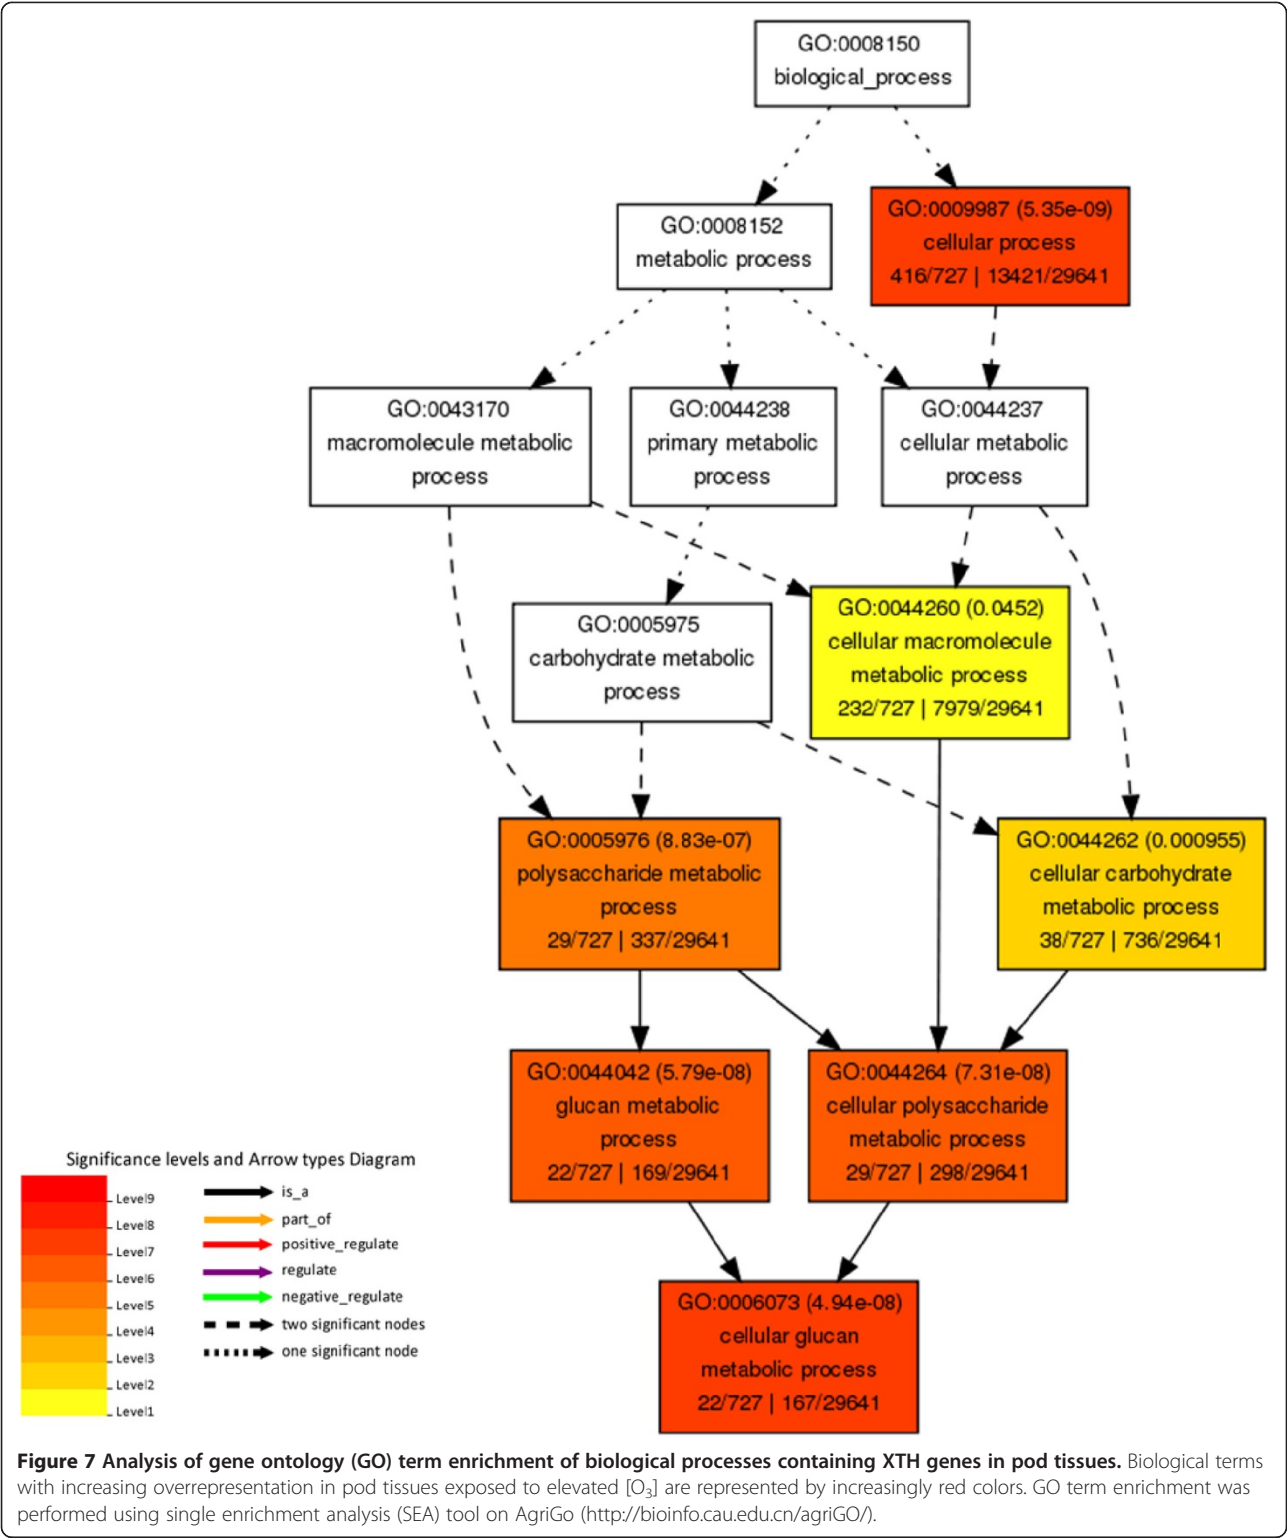 GO:0008150
biological_process
GO:0008152
metabolic process
GO:0009987 (5.35e-09)
cellular process
416/727 | 13421/29641
GO:0043170
macromolecule metabolic
process
GO:0044238
primary metabolic
process
GO:0044237
cellular metabolic
process
GO:0005975
carbohydrate metabolic
process
GO:0044260 (0.0452)
cellular macromolecule
metabolic process
232/727 | 7979/29641
GO:0005976 (8.83e-07)
polysaccharide metabolic
process
29/727 | 337/29641
GO:0044262 (0.000955)
cellular carbohydrate
metabolic process
38/727 | 736/29641
GO:0044042 (5.79e-08)
glucan metabolic
process
22/727 | 169/29641
GO:0044264 (7.31e-08)
cellular polysaccharide
metabolic process
29/727 | 298/29641
GO:0006073 (4.94e-08)
cellular glucan
metabolic process
22/727 | 167/29641
Significance levels and Arrow types Diagram
Level9
Level8
Level7
Level6
Level5
Level4
Level3
Level2
Level1
is_a
part_of
positive_regulate
regulate
negative_regulate
two significant nodes
one significant node
Figure 7 Analysis of gene ontology (GO) term enrichment of biological processes containing XTH genes in pod tissues. Biological terms
with increasing overrepresentation in pod tissues exposed to elevated [O₃] are represented by increasingly red colors. GO term enrichment was
performed using single enrichment analysis (SEA) tool on AgriGo (http://bioinfo.cau.edu.cn/agriGO/).